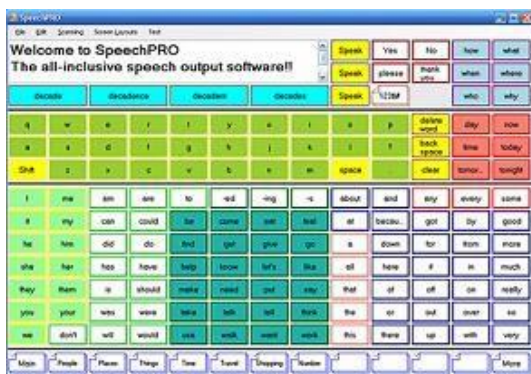 SpeechPRO
File Edit Scanning Screen Layouts Text
Welcome to SpeechPRO
The all-inclusive speech output software!!
Speak Yes No how what
Speak please thank you when where
decade decadence decadent decades Speak 123&# who why
q w e r t y u i o p delete word day now
a s d f g h j k l back space time today
Shift z x c v b n m space clear tomor.. tonight
I me am are to -ed -ing -s about and any every some
it my can could be come eat feel at becau.. got by good
he him did do find get give go a down for from more
she her has have help know let's like all here if in much
they them is should make need put say that of off on really
you your was were take talk tell think the or out over so
we don't will would use walk want work this there up with very
Main People Places Things Time Travel Shopping Number More